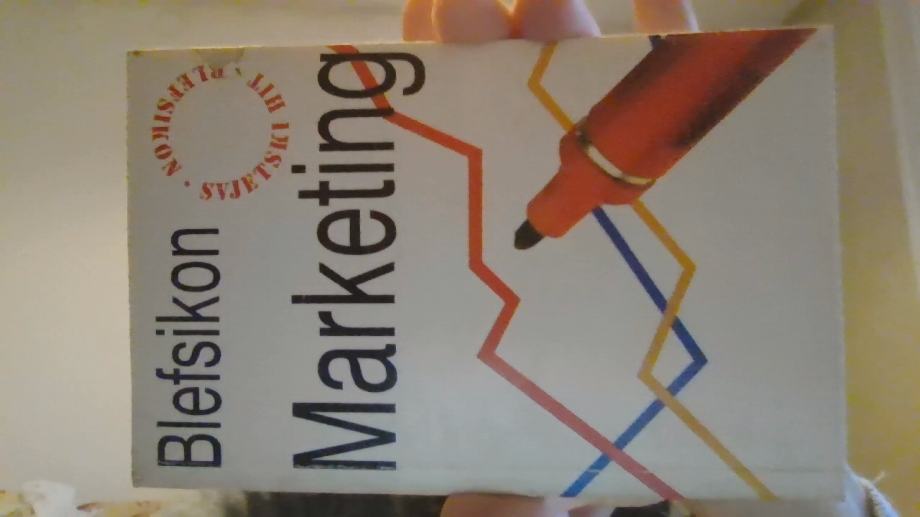 Blefsikon
Marketing
SVJETSKI HIT · BLEFSIKON ·